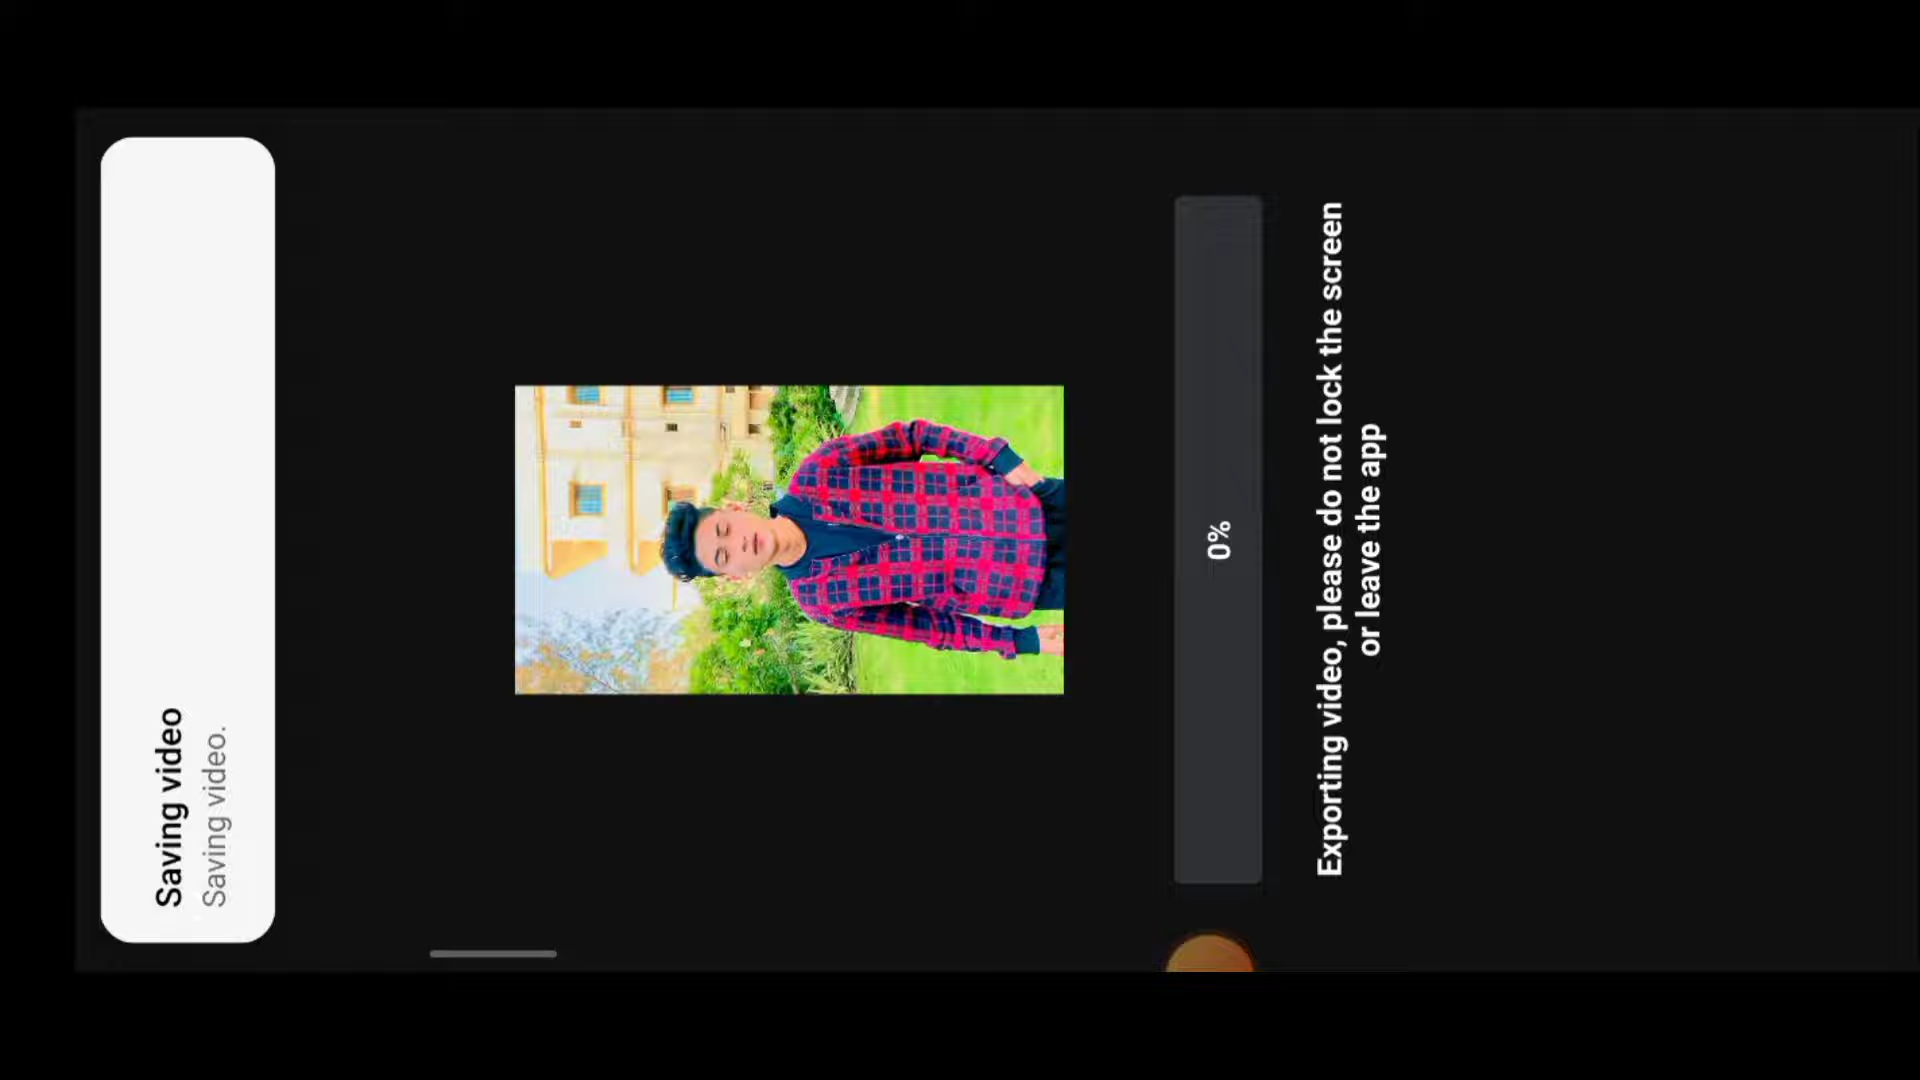 Saving video
Saving video.
0%
Exporting video, please do not lock the screen
or leave the app